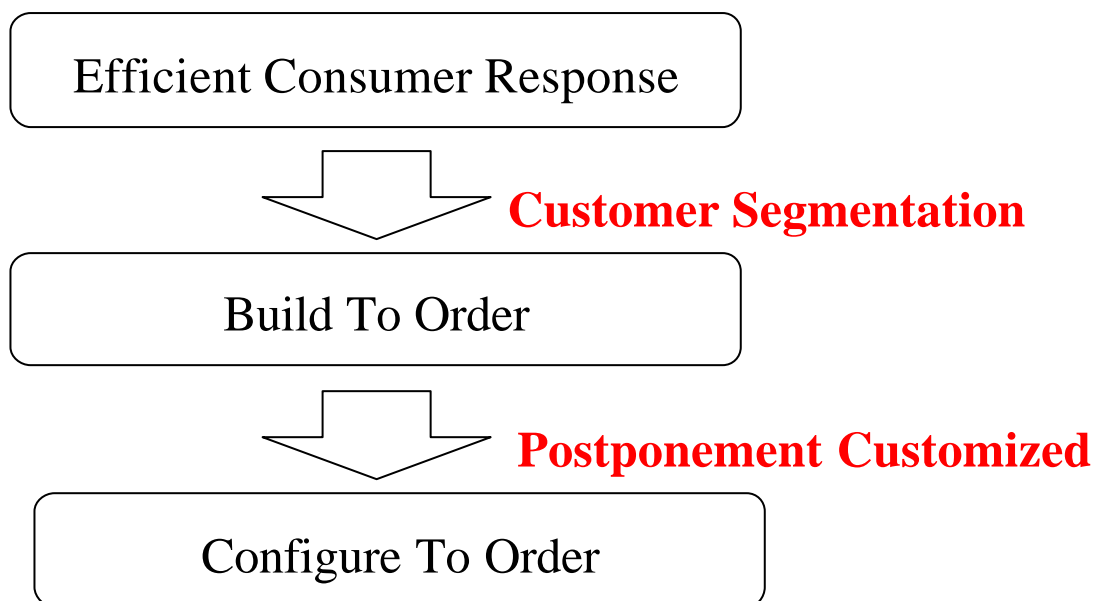 Efficient Consumer Response
Customer Segmentation
Build To Order
Postponement Customized
Configure To Order